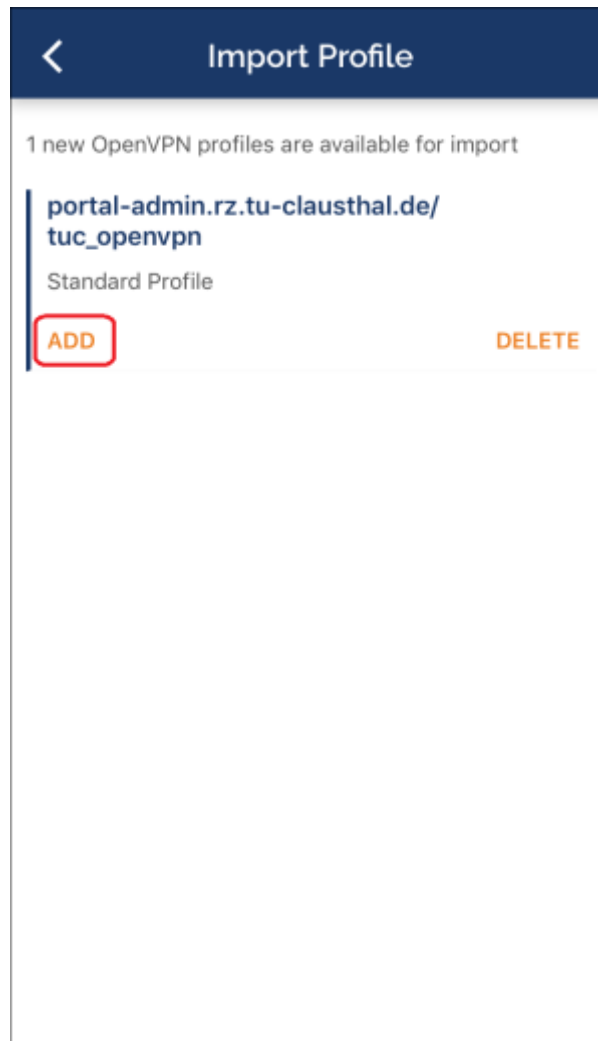 Import Profile
1 new OpenVPN profiles are available for import
portal-admin.rz.tu-clausthal.de/
tuc_openvpn
Standard Profile
ADD DELETE